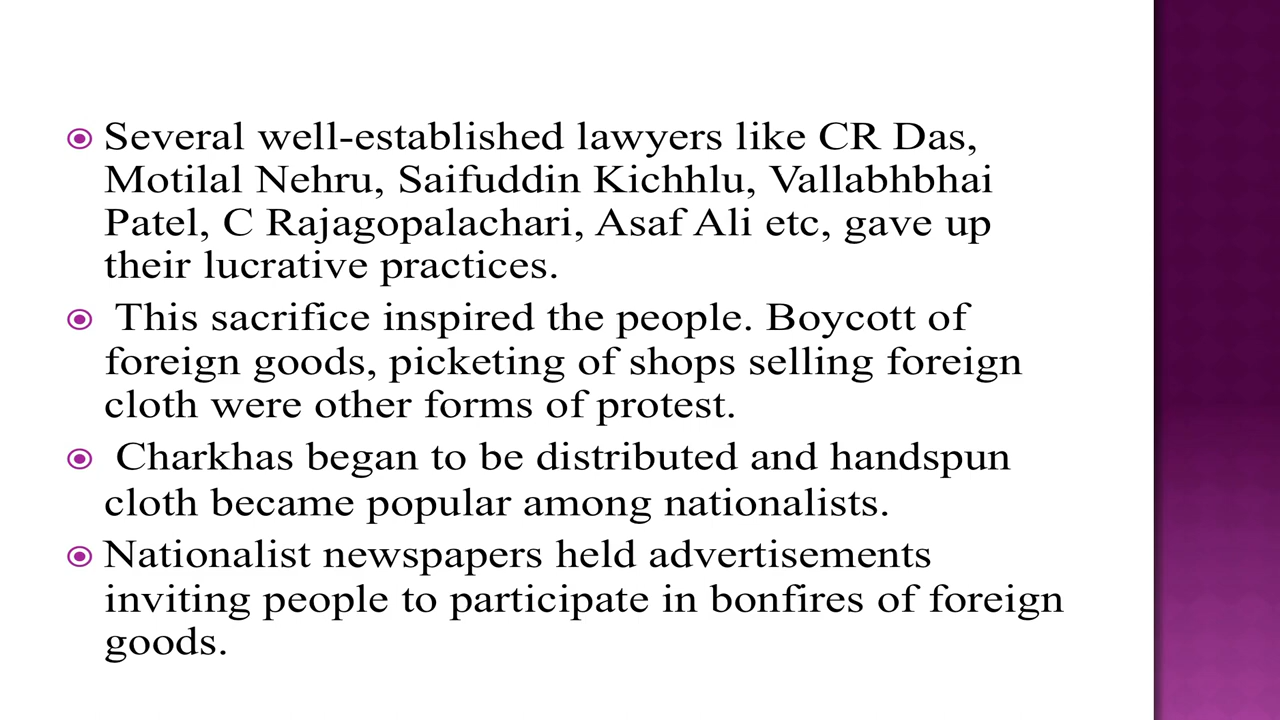 Several well-established lawyers like CR Das,
Motilal Nehru, Saifuddin Kichhlu, Vallabhbhai
Patel, C Rajagopalachari, Asaf Ali etc, gave up
their lucrative practices.
This sacrifice inspired the people. Boycott of
foreign goods, picketing of shops selling foreign
cloth were other forms of protest.
Charkhas began to be distributed and handspun
cloth became popular among nationalists.
Nationalist newspapers held advertisements
inviting people to participate in bonfires of foreign
goods.